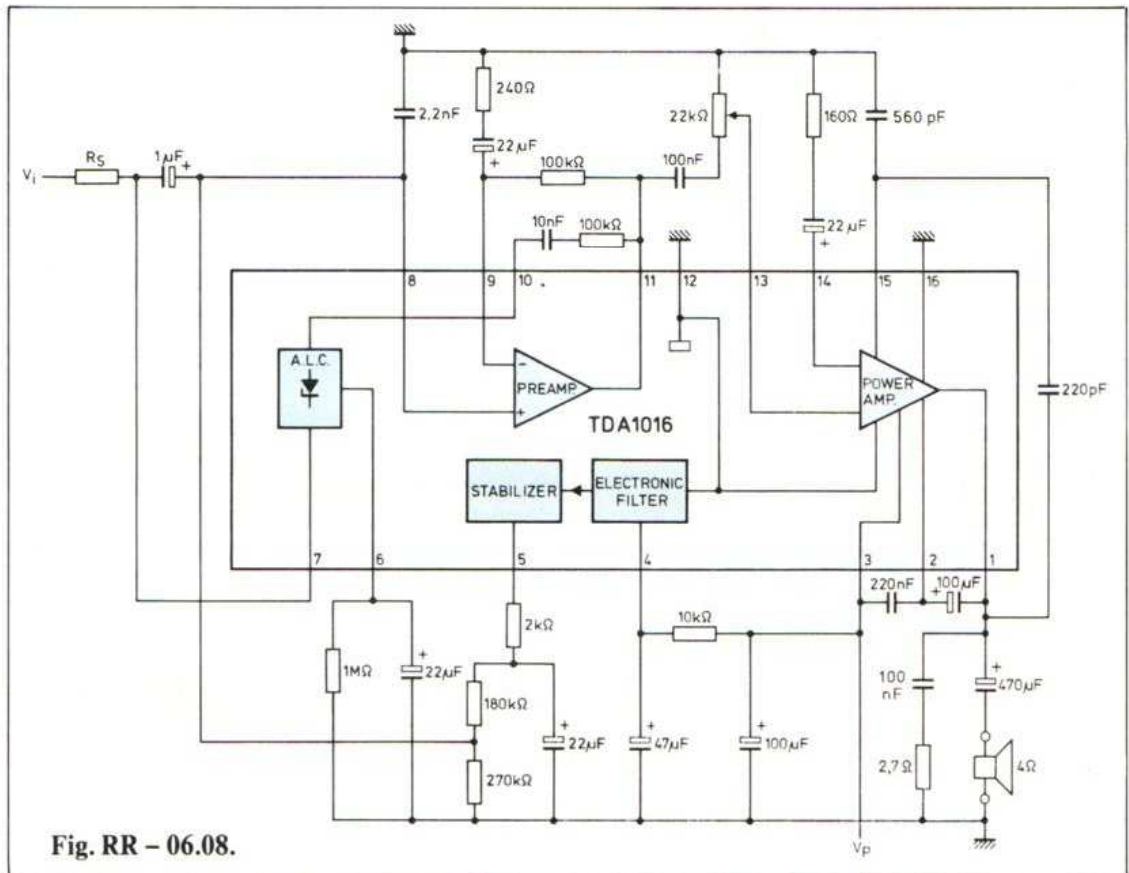 240Ω
2,2nF
22kΩ
160Ω
560 pF
1µF
+
22µF
+
Vi
RS
100kΩ
100nF
10nF
100kΩ
22µF
+
8
9
10
11
12
13
14
15
16
A.L.C.
-
+
PREAMP.
TDA1016
POWER
AMP.
220pF
STABILIZER
ELECTRONIC
FILTER
7
6
5
4
3
2
1
220nF
+
100µF
2kΩ
10kΩ
1MΩ
+
22µF
180kΩ
+
22µF
270kΩ
+
47µF
+
100µF
100
nF
+
470µF
2,7Ω
4Ω
Vp
Fig. RR – 06.08.